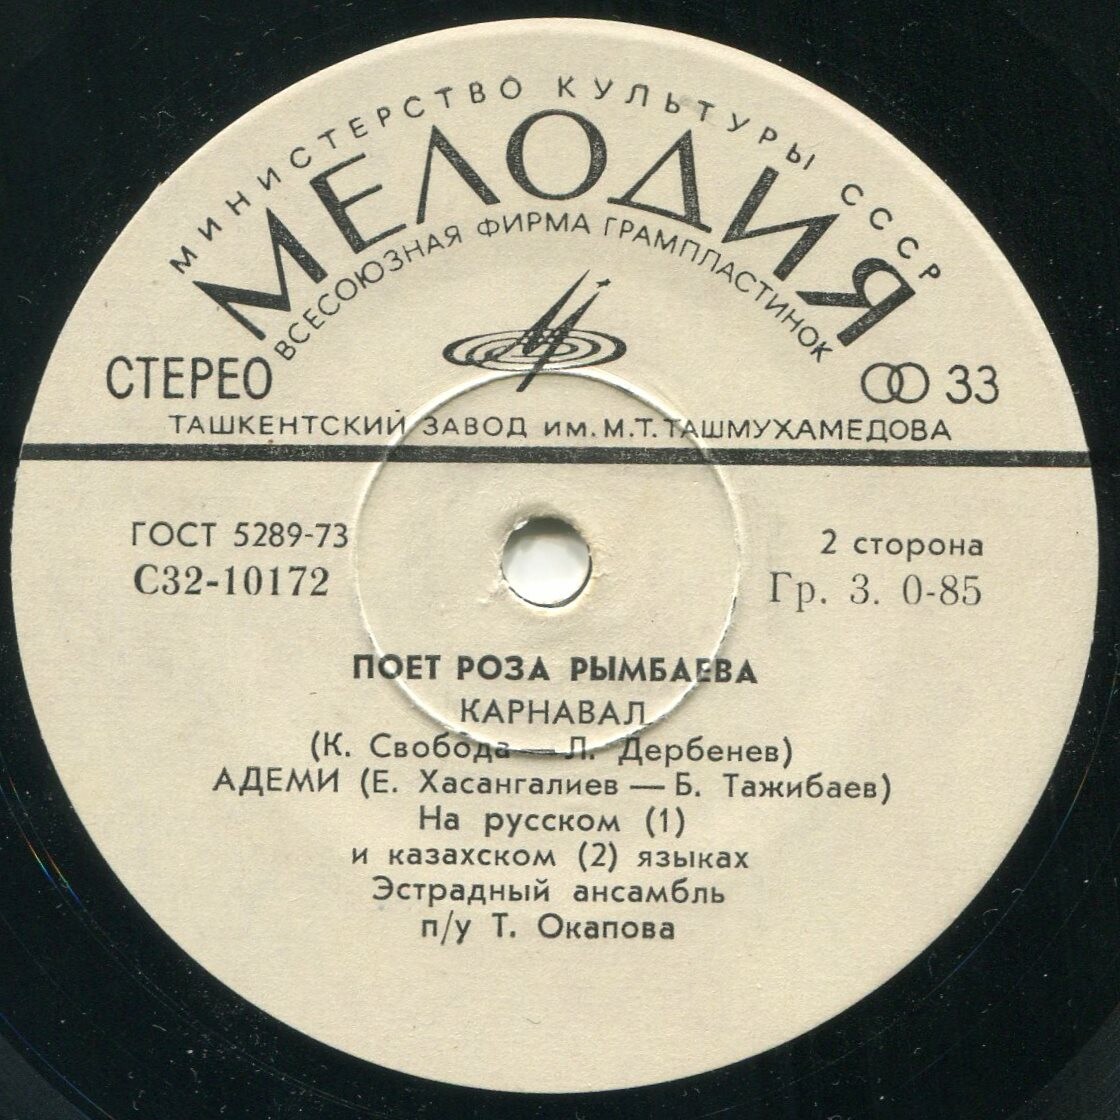 МИНИСТЕРСТВО КУЛЬТУРЫ СССР
МЕЛОДИЯ
ВСЕСОЮЗНАЯ ФИРМА ГРАМПЛАСТИНОК
СТЕРЕО
33
ТАШКЕНТСКИЙ ЗАВОД им. М.Т. ТАШМУХАМЕДОВА
ГОСТ 5289-73
2 сторона
С32-10172
Гр. 3. 0-85
ПОЕТ РОЗА РЫМБАЕВА
КАРНАВАЛ
(К. Свобода — Л. Дербенев)
АДЕМИ (Е. Хасангалиев — Б. Тажибаев)
На русском (1)
и казахском (2) языках
Эстрадный ансамбль
п/у Т. Окапова